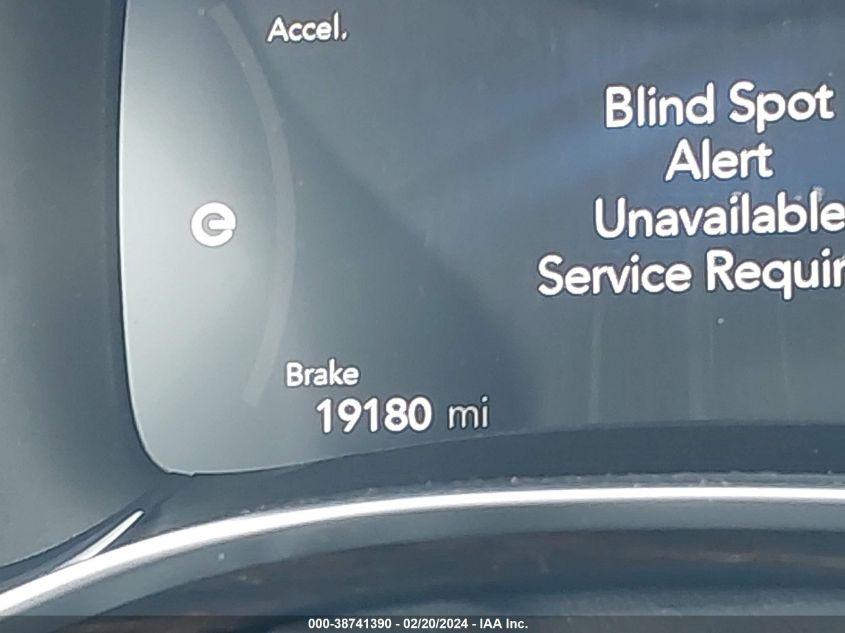 Accel.
Blind Spot
Alert
Unavailable
Service Requir
Brake
19180 mi
000-38741390 - 02/20/2024 - IAA Inc.